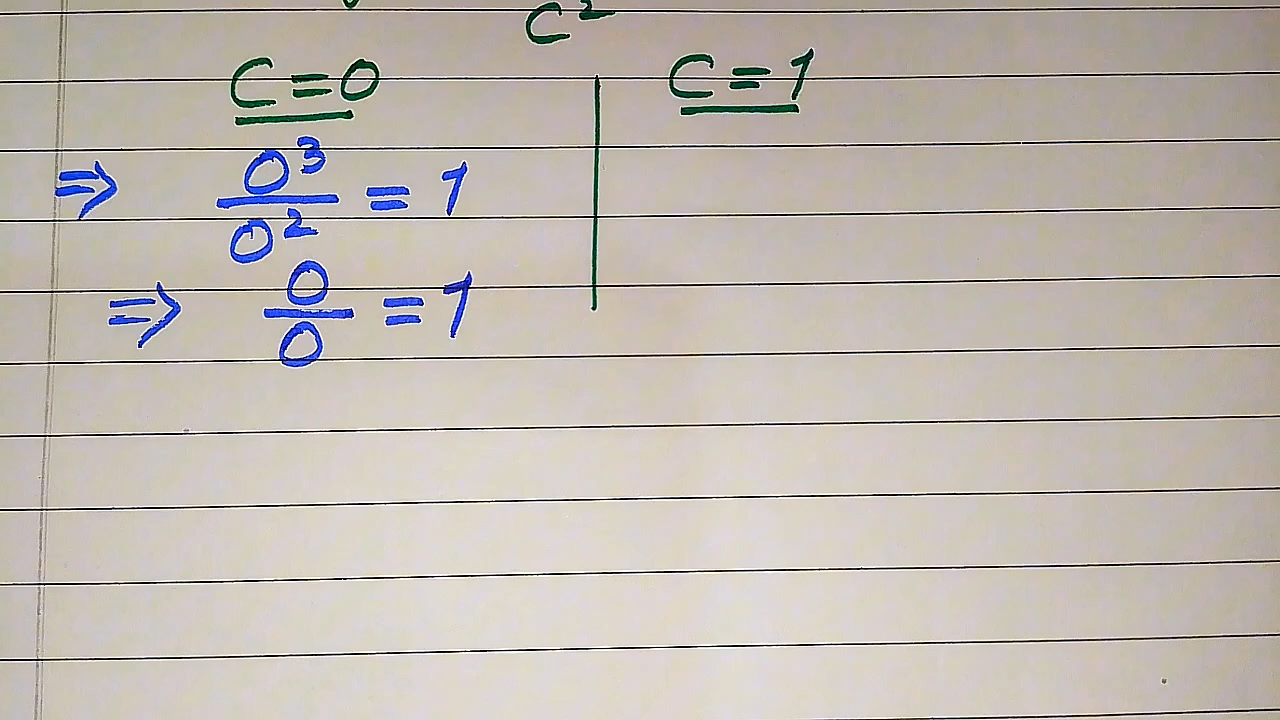 C²
C = 0
C = 1
⇒ 0³/0² = 1
⇒ 0/0 = 1